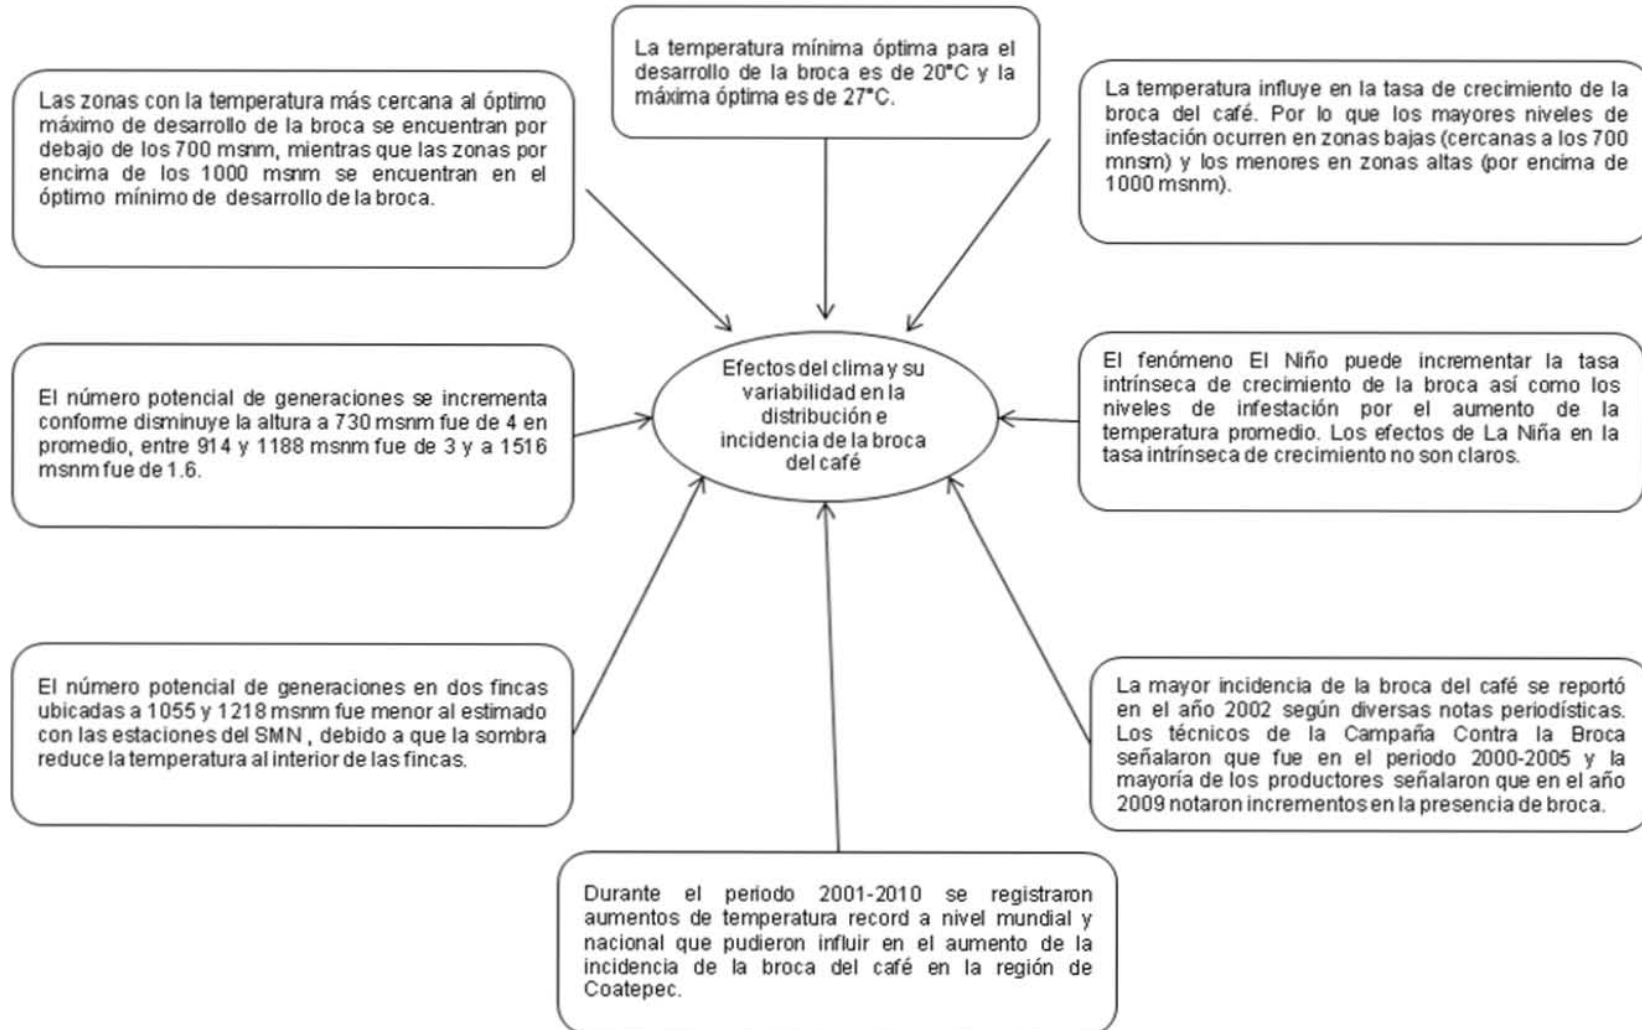 La temperatura mínima óptima para el
desarrollo de la broca es de 20°C y la
máxima óptima es de 27°C.
Las zonas con la temperatura más cercana al óptimo
máximo de desarrollo de la broca se encuentran por
debajo de los 700 msnm, mientras que las zonas por
encima de los 1000 msnm se encuentran en el
óptimo mínimo de desarrollo de la broca.
La temperatura influye en la tasa de crecimiento de la
broca del café. Por lo que los mayores niveles de
infestación ocurren en zonas bajas (cercanas a los 700
mnsm) y los menores en zonas altas (por encima de
1000 msnm).
El número potencial de generaciones se incrementa
conforme disminuye la altura a 730 msnm fue de 4 en
promedio, entre 914 y 1188 msnm fue de 3 y a 1516
msnm fue de 1.6.
Efectos del clima y su
variabilidad en la
distribución e
incidencia de la broca
del café
El fenómeno El Niño puede incrementar la tasa
intrínseca de crecimiento de la broca así como los
niveles de infestación por el aumento de la
temperatura promedio. Los efectos de La Niña en la
tasa intrínseca de crecimiento no son claros.
El número potencial de generaciones en dos fincas
ubicadas a 1055 y 1218 msnm fue menor al estimado
con las estaciones del SMN , debido a que la sombra
reduce la temperatura al interior de las fincas.
La mayor incidencia de la broca del café se reportó
en el año 2002 según diversas notas periodísticas.
Los técnicos de la Campaña Contra la Broca
señalaron que fue en el periodo 2000-2005 y la
mayoría de los productores señalaron que en el año
2009 notaron incrementos en la presencia de broca.
Durante el periodo 2001-2010 se registraron
aumentos de temperatura record a nivel mundial y
nacional que pudieron influir en el aumento de la
incidencia de la broca del café en la región de
Coatepec.